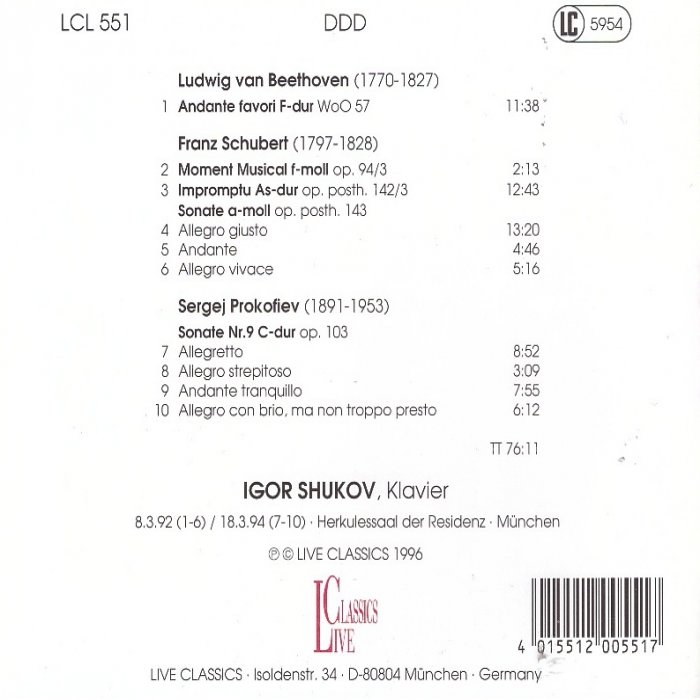 LCL 551 DDD LC 5954
Ludwig van Beethoven (1770-1827)
1 Andante favori F-dur WoO 57 11:38
Franz Schubert (1797-1828)
2 Moment Musical f-moll op. 94/3 2:13
3 Impromptu As-dur op. posth. 142/3 12:43
Sonate a-moll op. posth. 143
4 Allegro giusto 13:20
5 Andante 4:46
6 Allegro vivace 5:16
Sergej Prokofiev (1891-1953)
Sonate Nr.9 C-dur op. 103
7 Allegretto 8:52
8 Allegro strepitoso 3:09
9 Andante tranquillo 7:55
10 Allegro con brio, ma non troppo presto 6:12
TT 76:11
IGOR SHUKOV, Klavier
8.3.92 (1-6) / 18.3.94 (7-10) · Herkulessaal der Residenz · München
℗ © LIVE CLASSICS 1996
CLASSICS
LIVE
4 015512 005517
LIVE CLASSICS · Isoldenstr. 34 · D-80804 München · Germany